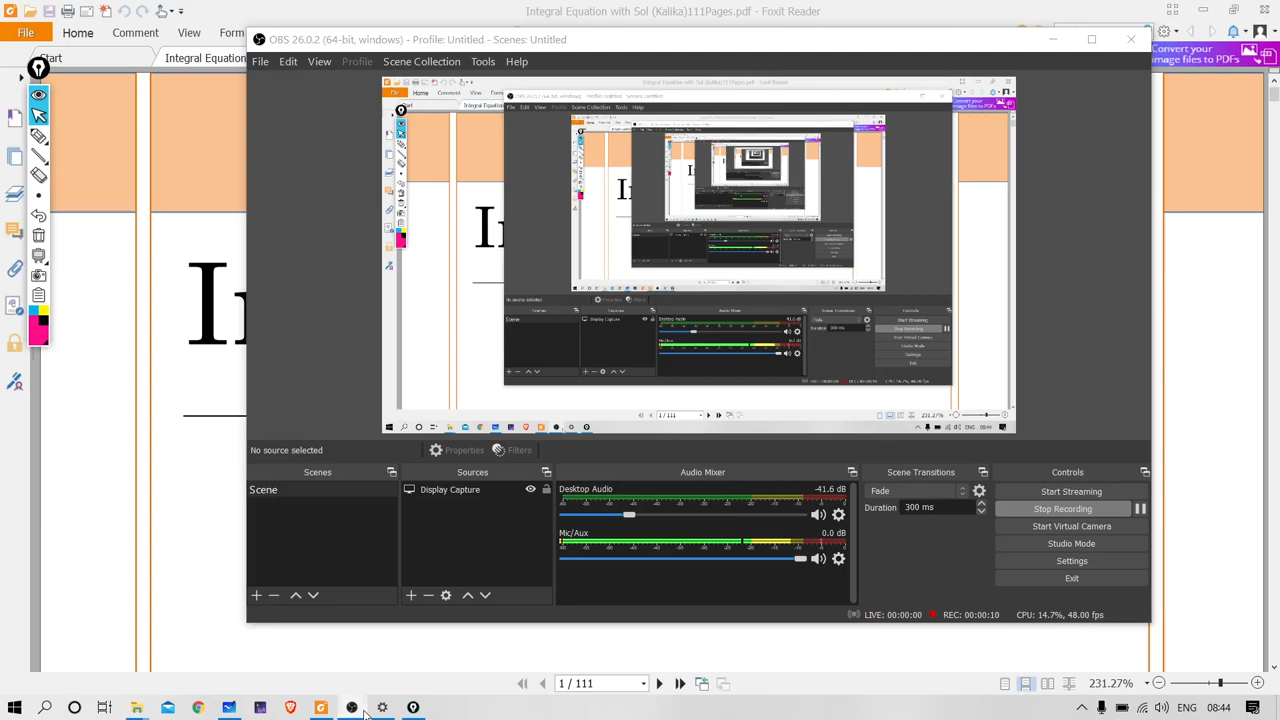 Integral Equation with Sol (Kalika)111Pages.pdf - Foxit Reader
File Home Comment View Form
Convert your
image files to PDFs
Start Integral Equation
OBS 26.0.2 (64-bit, windows) - Profile: Untitled - Scenes: Untitled
File Edit View Profile Scene Collection Tools Help
No source selected Properties Filters
Scenes Sources Audio Mixer Scene Transitions Controls
Scene
Display Capture
Desktop Audio -41.6 dB
Mic/Aux 0.0 dB
Fade
Duration 300 ms
Start Streaming
Stop Recording
Start Virtual Camera
Studio Mode
Settings
Exit
LIVE: 00:00:00 REC: 00:00:10 CPU: 14.7%, 48.00 fps
1 / 111 231.27%
ENG 08:44